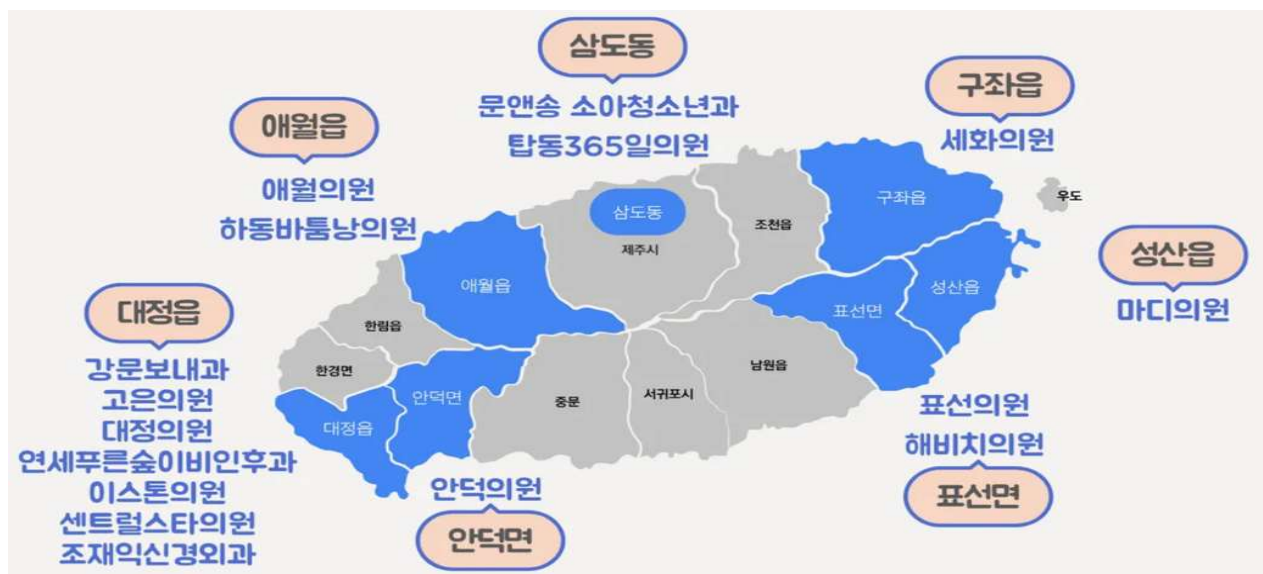 삼도동
문앤송 소아청소년과
탑동365일의원
구좌읍
세화의원
애월읍
애월의원
하동바툼낭의원
성산읍
마디의원
대정읍
강문보내과
고은의원
대정의원
연세푸른숲이비인후과
이스톤의원
센트럴스타의원
조재익신경외과
안덕의원
안덕면
표선의원
해비치의원
표선면
삼도동
제주시
조천읍
구좌읍
우도
애월읍
성산읍
표선면
한림읍
한경면
안덕면
대정읍
중문
서귀포시
남원읍